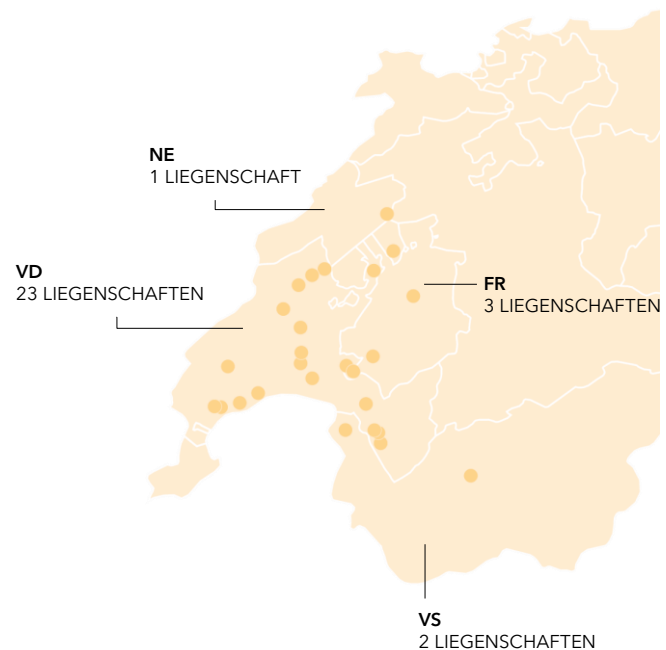 NE
1 LIEGENSCHAFT
VD
23 LIEGENSCHAFTEN
FR
3 LIEGENSCHAFTEN
VS
2 LIEGENSCHAFTEN